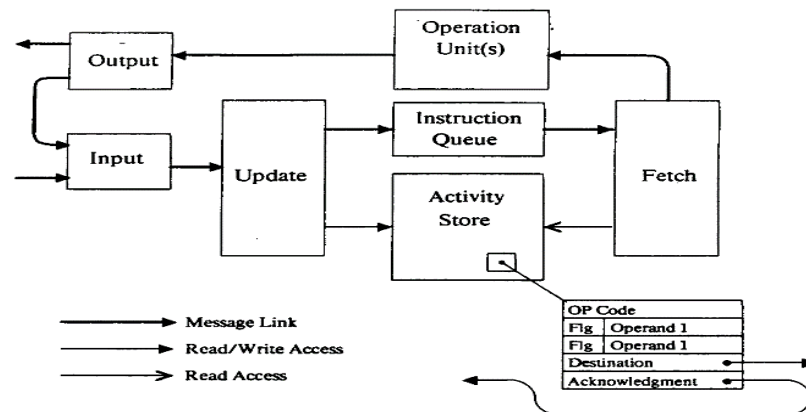 Output
Operation
Unit(s)
Input
Update
Instruction
Queue
Fetch
Activity
Store
OP Code
Flg Operand 1
Flg Operand 1
Destination
Acknowledgment
Message Link
Read/Write Access
Read Access